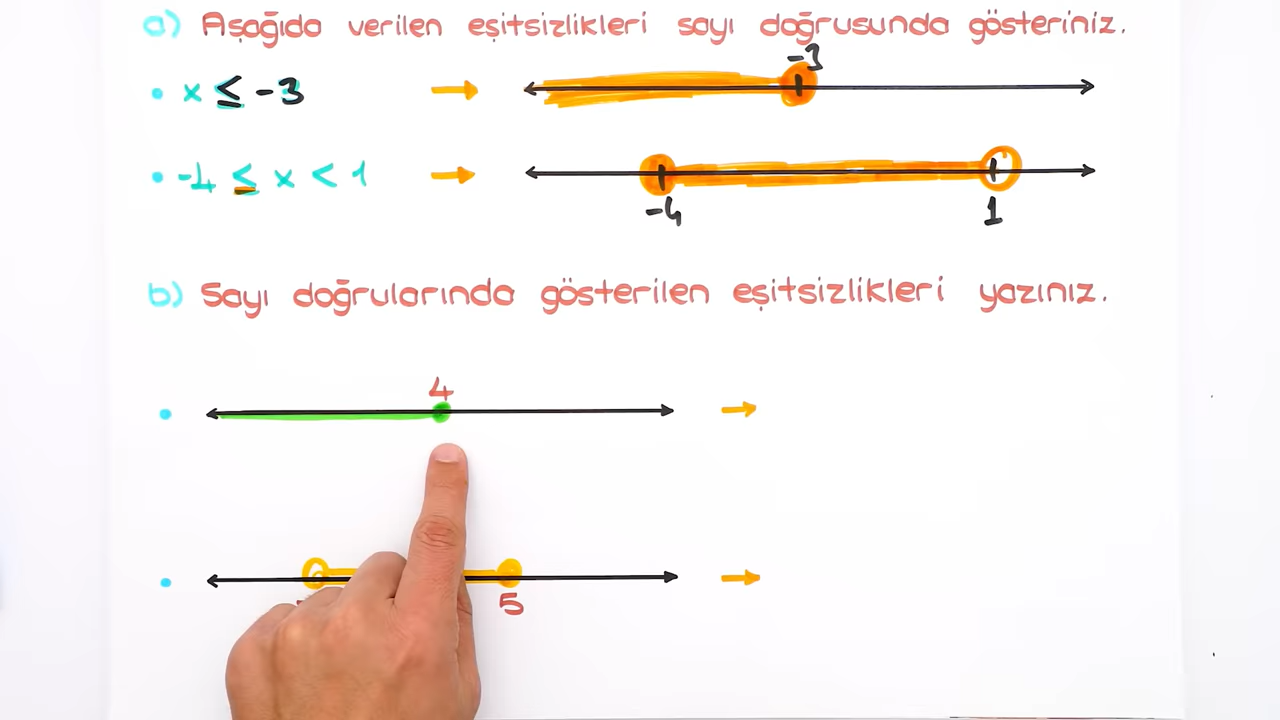 a) Aşağıda verilen eşitsizlikleri sayı doğrusunda gösteriniz.
• x ≤ -3
-3
• -4 ≤ x < 1
-4 1
b) Sayı doğrularında gösterilen eşitsizlikleri yazınız.
4
5